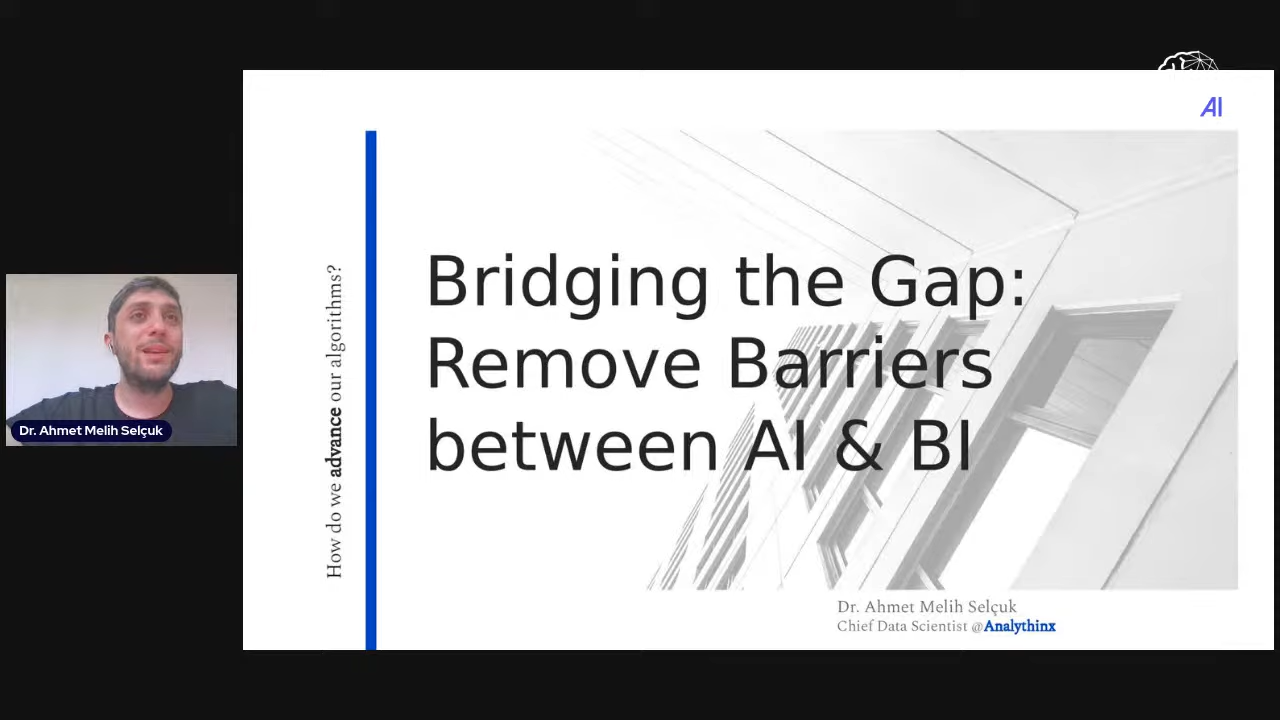 AI
How do we advance our algorithms?
Bridging the Gap:
Remove Barriers
between AI & BI
Dr. Ahmet Melih Selçuk
Dr. Ahmet Melih Selçuk
Chief Data Scientist @Analythinx